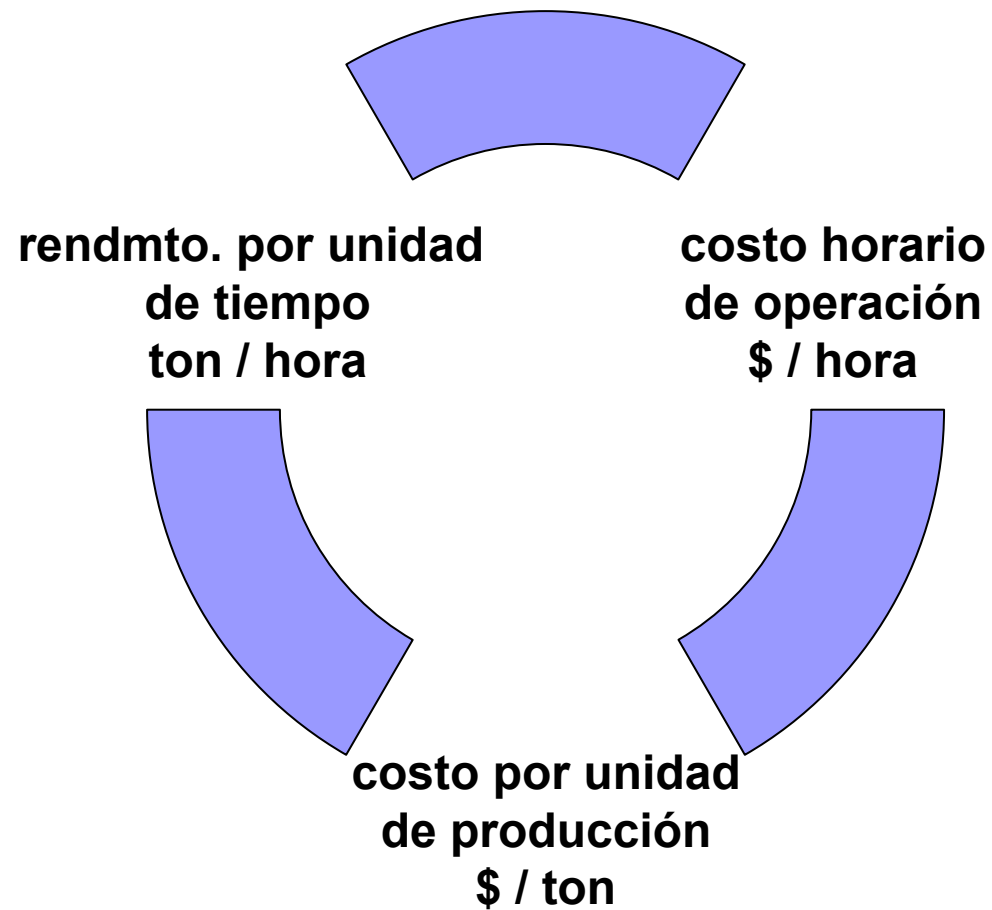 rendmto. por unidad
de tiempo
ton / hora
costo horario
de operación
$ / hora
costo por unidad
de producción
$ / ton